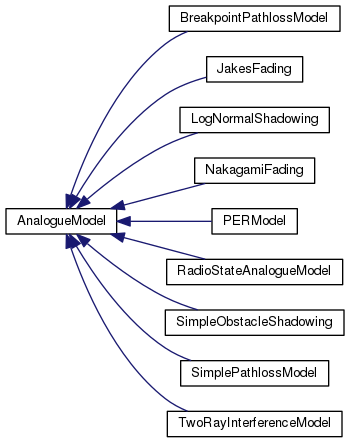 BreakpointPathlossModel
JakesFading
LogNormalShadowing
NakagamiFading
AnalogueModel
PERModel
RadioStateAnalogueModel
SimpleObstacleShadowing
SimplePathlossModel
TwoRayInterferenceModel